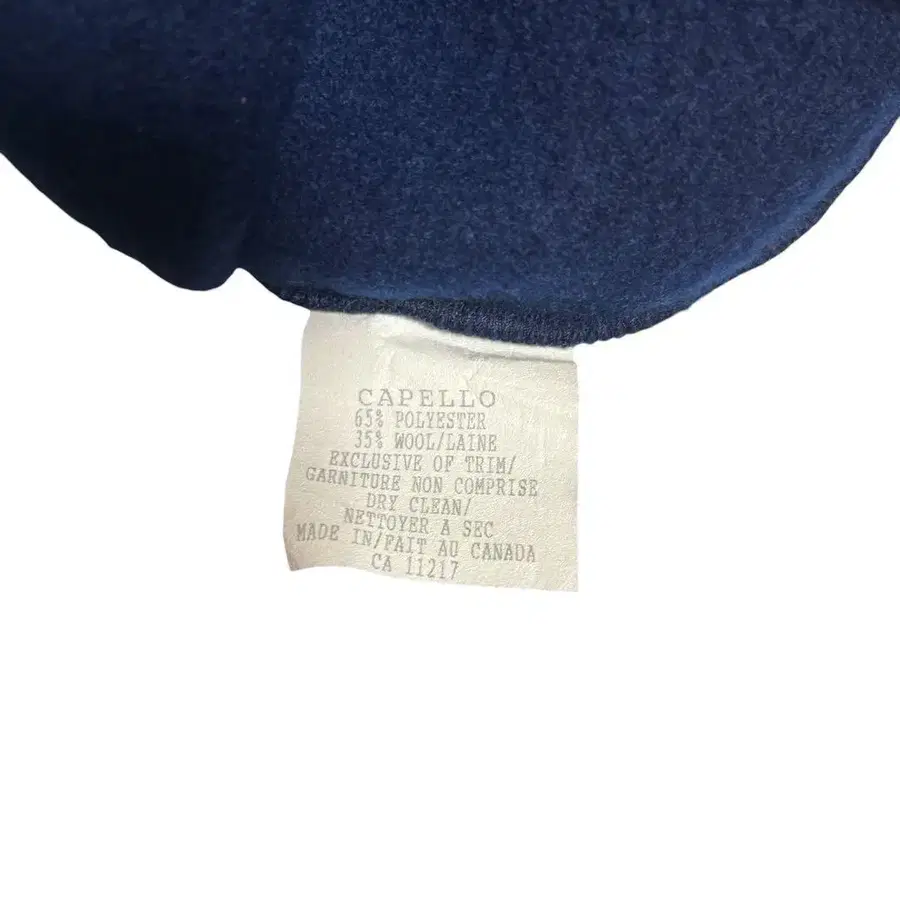 CAPELLO
65% POLYESTER
35% WOOL/LAINE
EXCLUSIVE OF TRIM/
GARNITURE NON COMPRISE
DRY CLEAN/
NETTOYER A SEC
MADE IN/FAIT AU CANADA
CA 11217